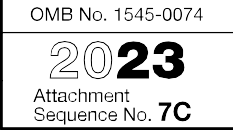 OMB No. 1545-0074
2023
Attachment
Sequence No. 7C